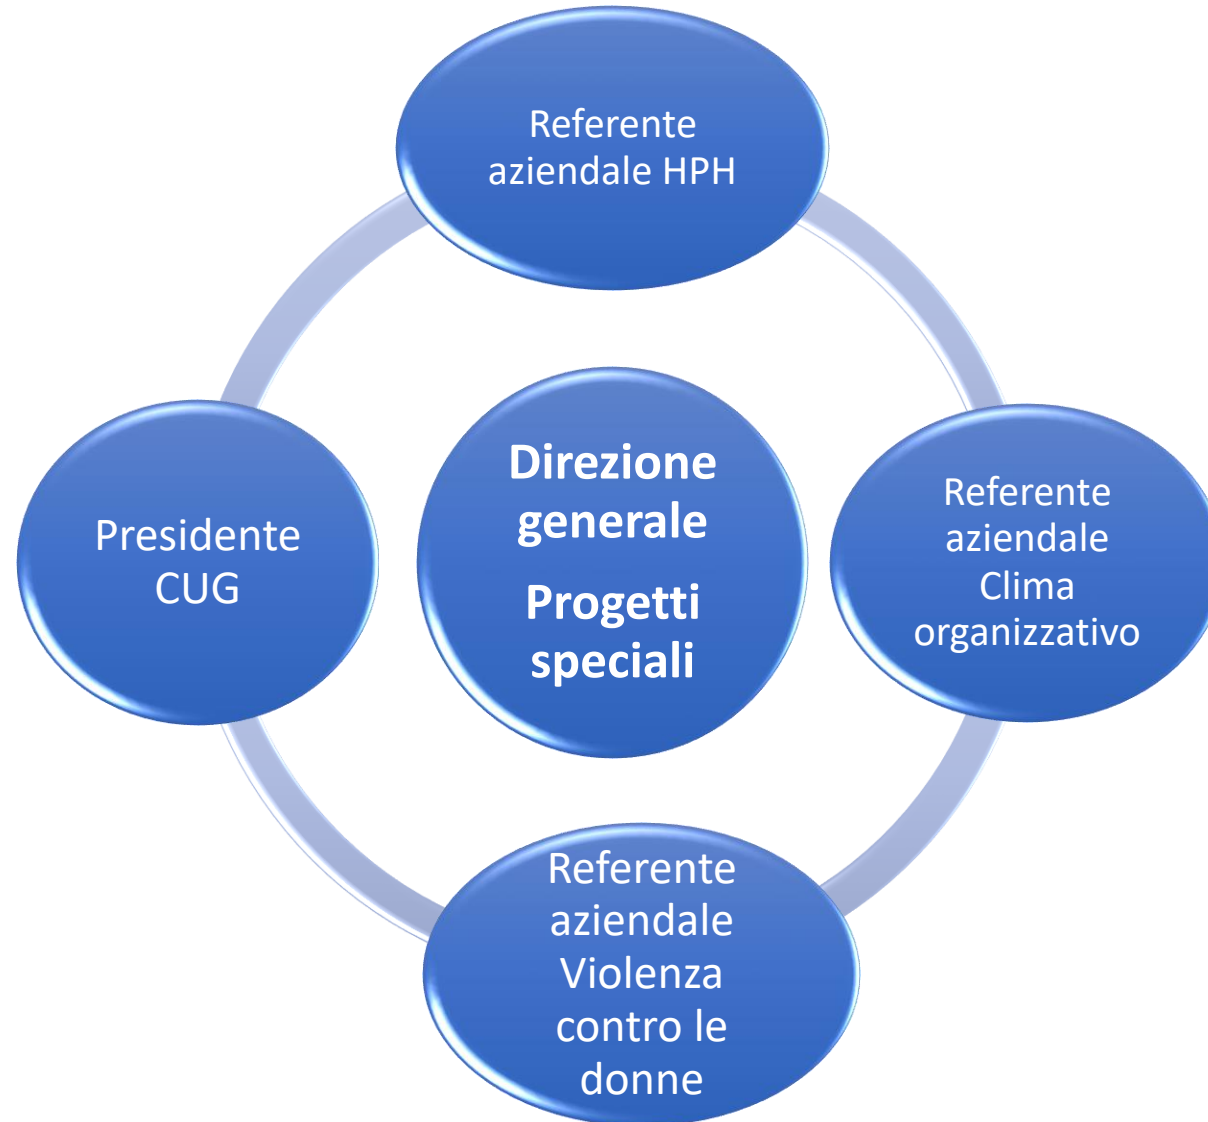 Referente
aziendale HPH
Direzione
generale
Progetti
speciali
Presidente
CUG
Referente
aziendale
Clima
organizzativo
Referente
aziendale
Violenza
contro le
donne